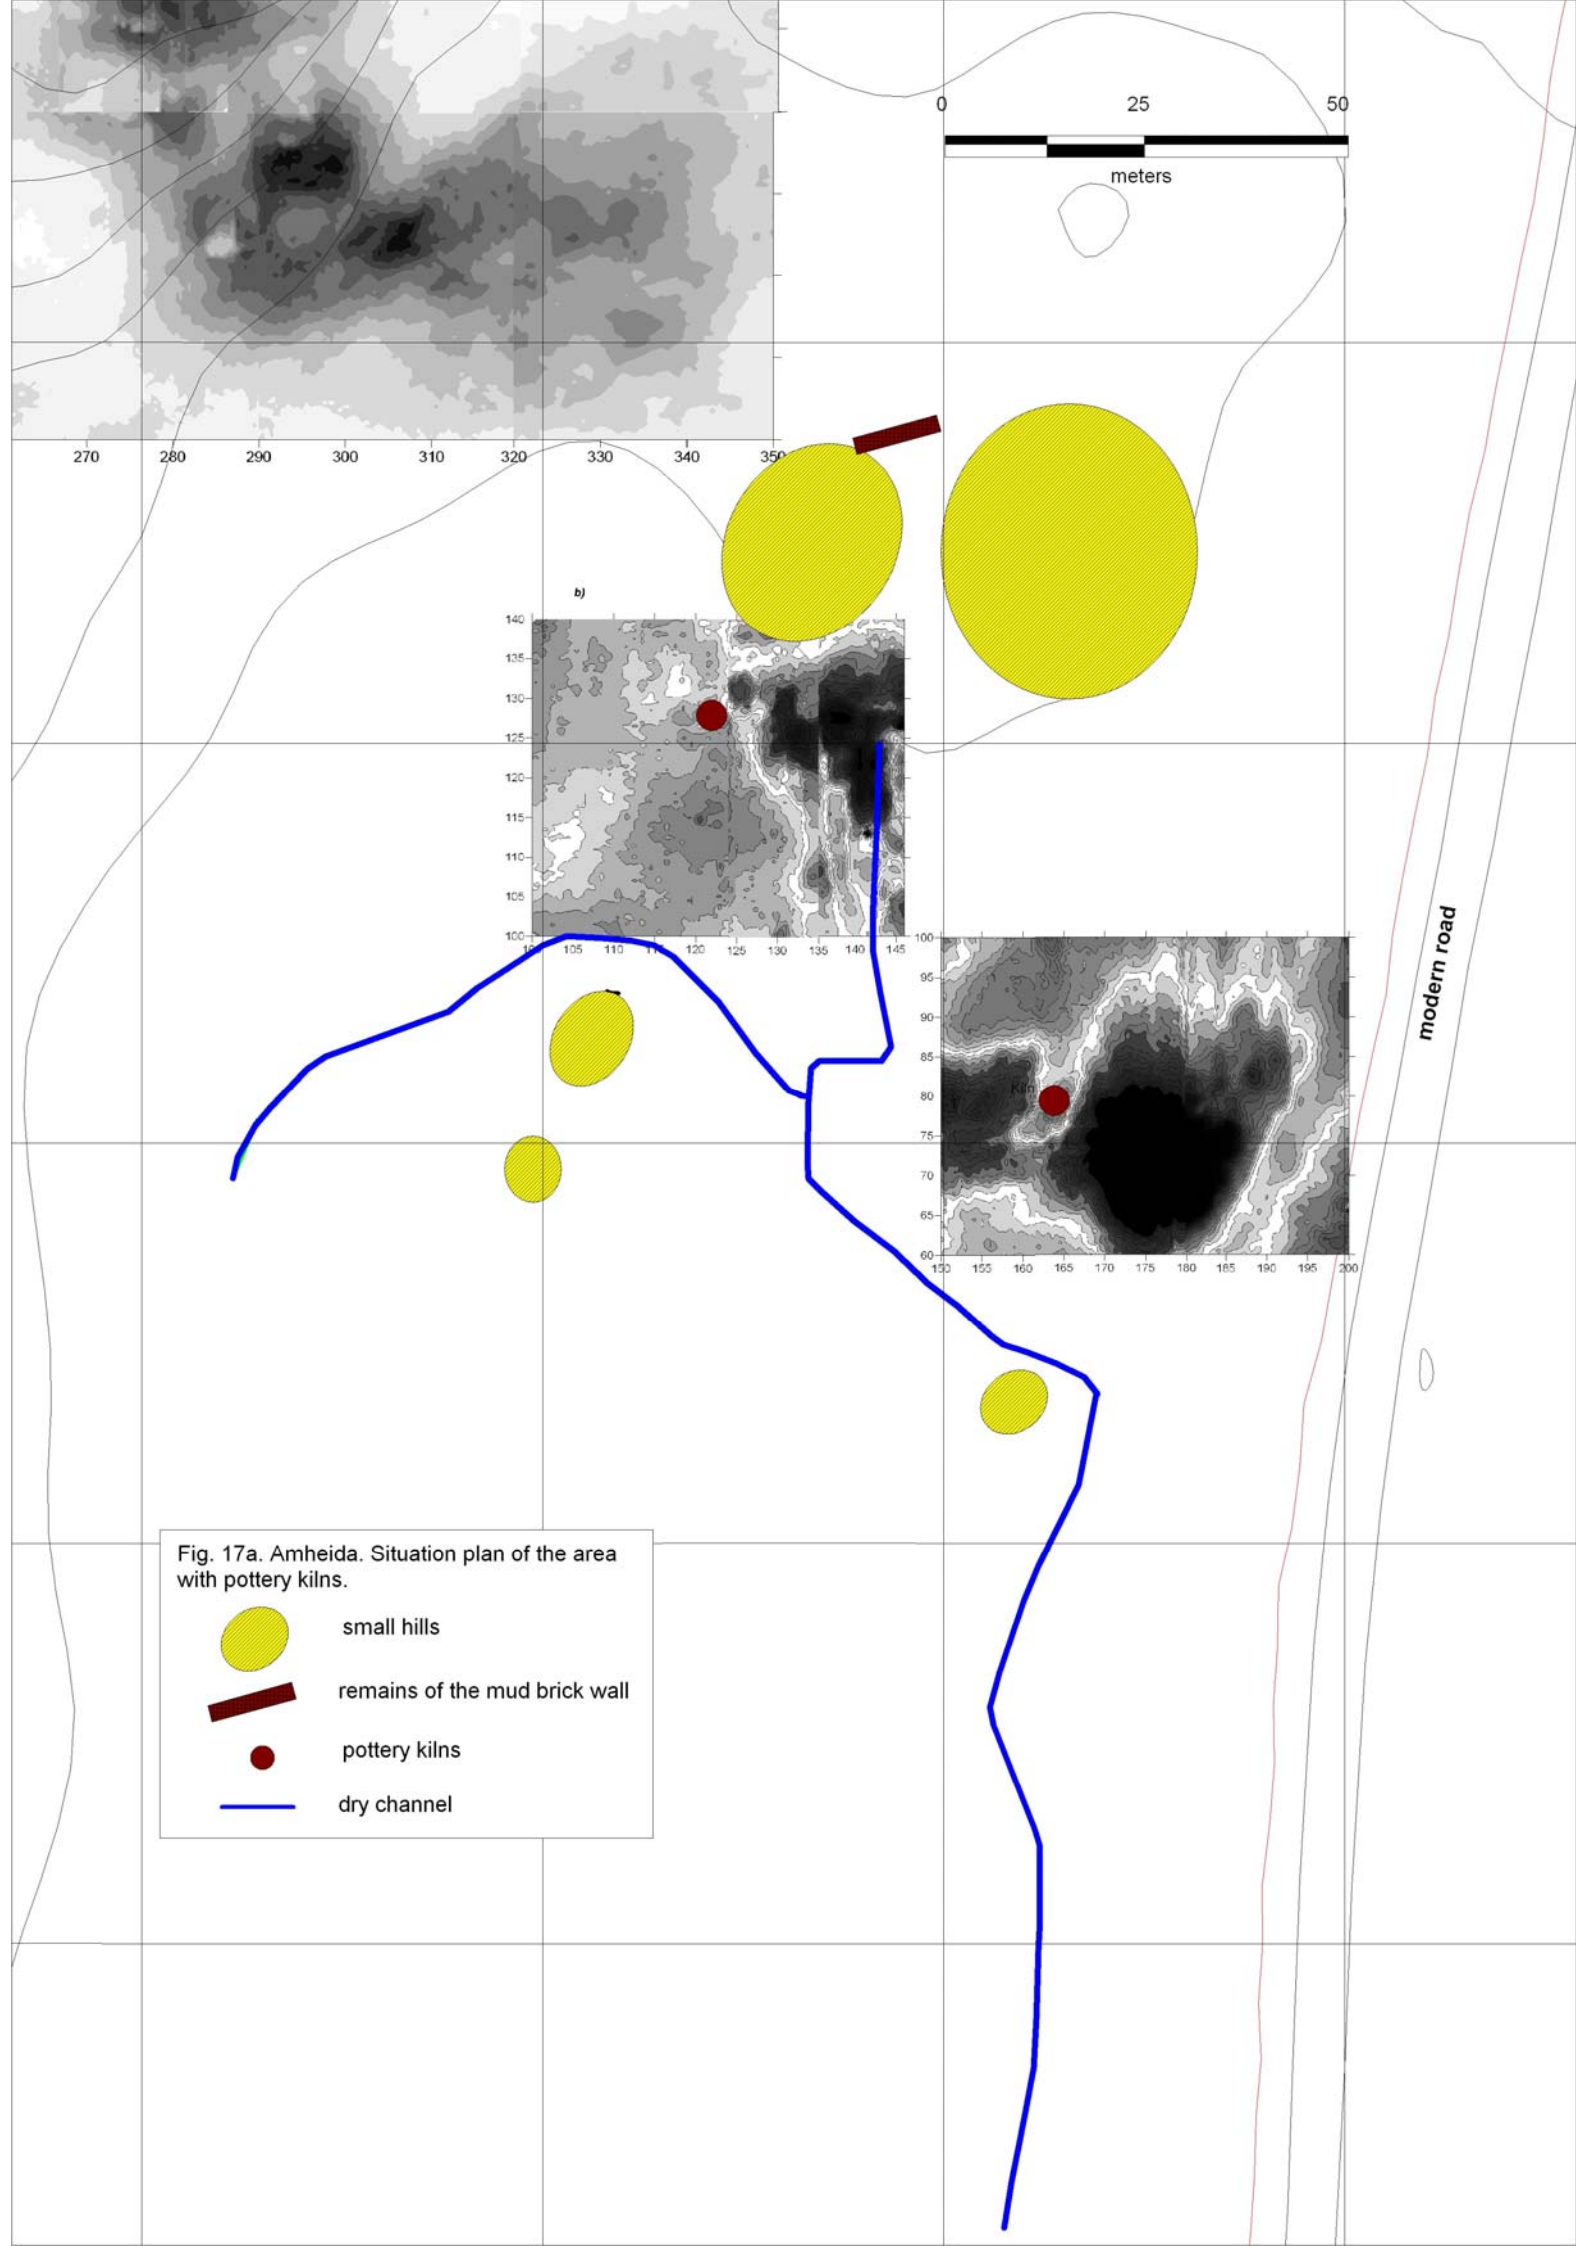 0 25 50
meters
270 280 290 300 310 320 330 340 350
b)
140
135
130
125
120
115
110
105
100
105 110 115 120 125 130 135 140 145
modern road
100
95
90
85
Kiln
80
75
70
65
60
150 155 160 165 170 175 180 185 190 195 200
Fig. 17a. Amheida. Situation plan of the area
with pottery kilns.
small hills
remains of the mud brick wall
pottery kilns
dry channel